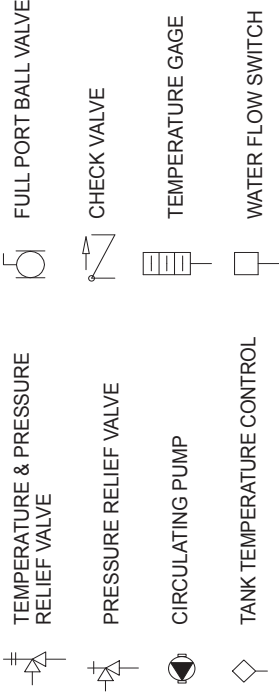 TEMPERATURE & PRESSURE
RELIEF VALVE
PRESSURE RELIEF VALVE
CIRCULATING PUMP
TANK TEMPERATURE CONTROL
FULL PORT BALL VALVE
CHECK VALVE
TEMPERATURE GAGE
WATER FLOW SWITCH